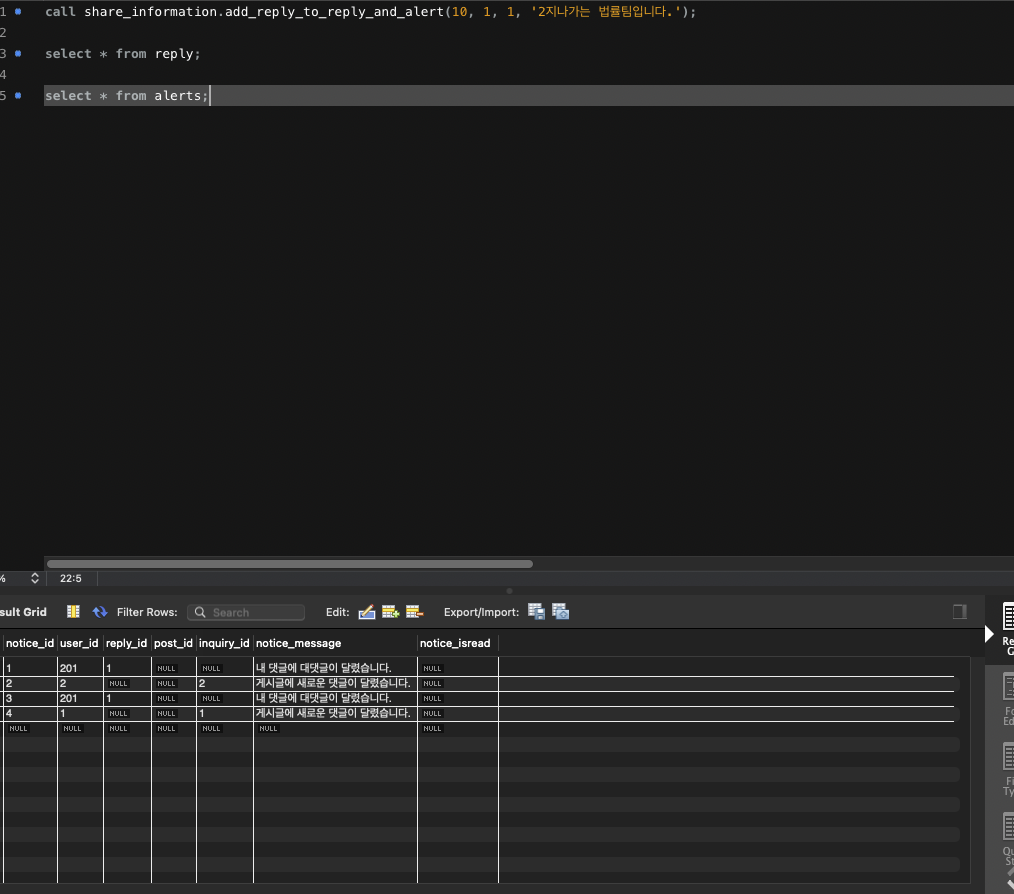 1 call share_information.add_reply_to_reply_and_alert(10, 1, 1, '2지나가는 법률팀입니다.');
2
3 select * from reply;
4
5 select * from alerts;
% 22:5
sult Grid Filter Rows: Search Edit: Export/Import:
notice_id user_id reply_id post_id inquiry_id notice_message notice_isread
1 201 1 NULL NULL 내 댓글에 대댓글이 달렸습니다. NULL
2 2 NULL NULL 2 게시글에 새로운 댓글이 달렸습니다. NULL
3 201 1 NULL NULL 내 댓글에 대댓글이 달렸습니다. NULL
4 1 NULL NULL 1 게시글에 새로운 댓글이 달렸습니다. NULL
NULL NULL NULL NULL NULL NULL NULL
Re
G
Fo
Ed
Fi
Ty
Qu
St